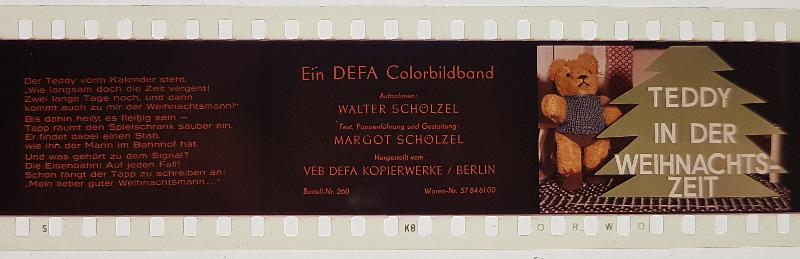 Der Teddy vorm Kalender steht.
„Wie langsam doch die Zeit vergeht!
Zwei lange Tage noch, und dann
kommt auch zu mir der Weihnachtsmann!"
Bis dahin heißt es fleißig sein —
Tapp räumt den Spielschrank sauber ein.
Er findet dabei einen Stab,
wie ihn der Mann im Bahnhof hat.
Und was gehört zu dem Signal?
Die Eisenbahn! Auf jeden Fall!
Schon fängt der Tapp zu schreiben an:
„Mein lieber guter Weihnachtsmann..."
Ein DEFA Colorbildband
Aufnahmen:
WALTER SCHÖLZEL
Text, Puppenführung und Gestaltung:
MARGOT SCHÖLZEL
Hergestellt vom
VEB DEFA KOPIERWERKE / BERLIN
Bestell-Nr. 260 Waren-Nr. 57 84 61 00
TEDDY
IN DER
WEIHNACHTS-
ZEIT
S KB O R W O